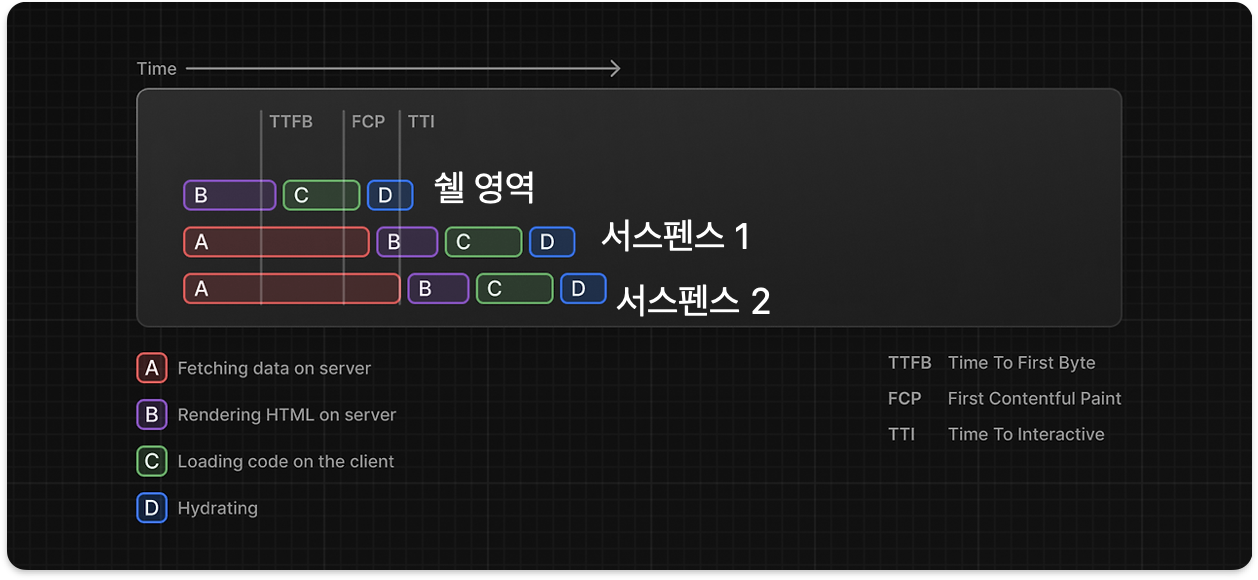 Time
TTFB FCP TTI
B C D 쉘 영역
A B C D 서스펜스 1
A B C D 서스펜스 2
A Fetching data on server
B Rendering HTML on server
C Loading code on the client
D Hydrating
TTFB Time To First Byte
FCP First Contentful Paint
TTI Time To Interactive